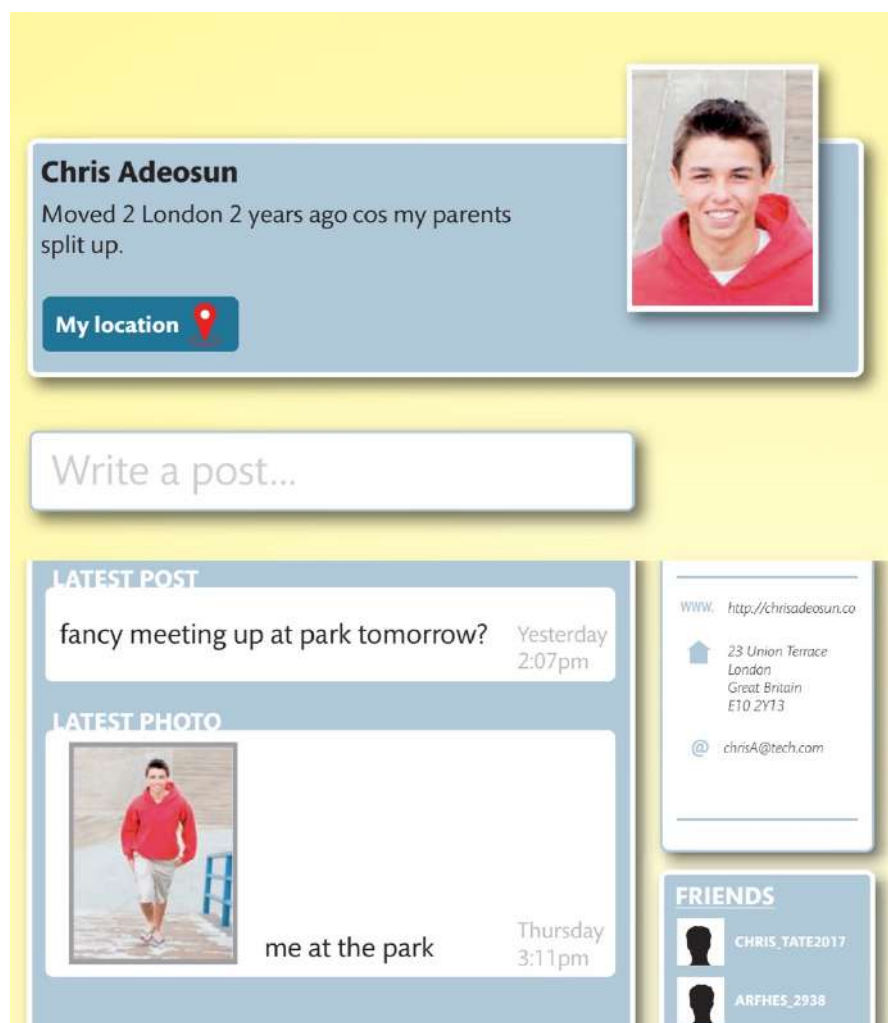 Chris Adeosun
Moved 2 London 2 years ago cos my parents
split up.
My location
Write a post...
LATEST POST
fancy meeting up at park tomorrow?
Yesterday
2:07pm
LATEST PHOTO
me at the park
Thursday
3:11pm
www. http://chrisadeosun.co
23 Union Terrace
London
Great Britain
E10 2Y13
@ chrisA@tech.com
FRIENDS
CHRIS_TATE2017
ARFHES_2938